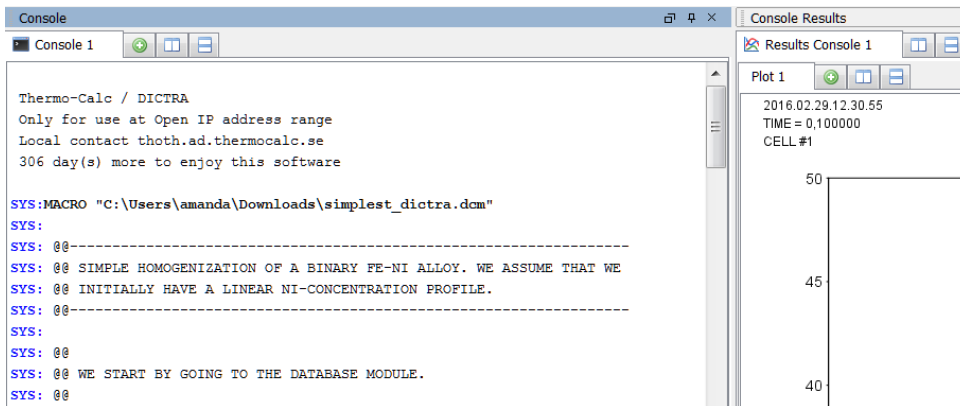 Console
Console 1
Thermo-Calc / DICTRA
Only for use at Open IP address range
Local contact thoth.ad.thermocalc.se
306 day(s) more to enjoy this software
SYS:MACRO "C:\Users\amanda\Downloads\simplest_dictra.dcm"
SYS:
SYS: @@-----------------------------------------------------------------
SYS: @@ SIMPLE HOMOGENIZATION OF A BINARY FE-NI ALLOY. WE ASSUME THAT WE
SYS: @@ INITIALLY HAVE A LINEAR NI-CONCENTRATION PROFILE.
SYS: @@-----------------------------------------------------------------
SYS:
SYS: @@
SYS: @@ WE START BY GOING TO THE DATABASE MODULE.
SYS: @@
Console Results
Results Console 1
Plot 1
2016.02.29.12.30.55
TIME = 0,100000
CELL #1
50
45
40